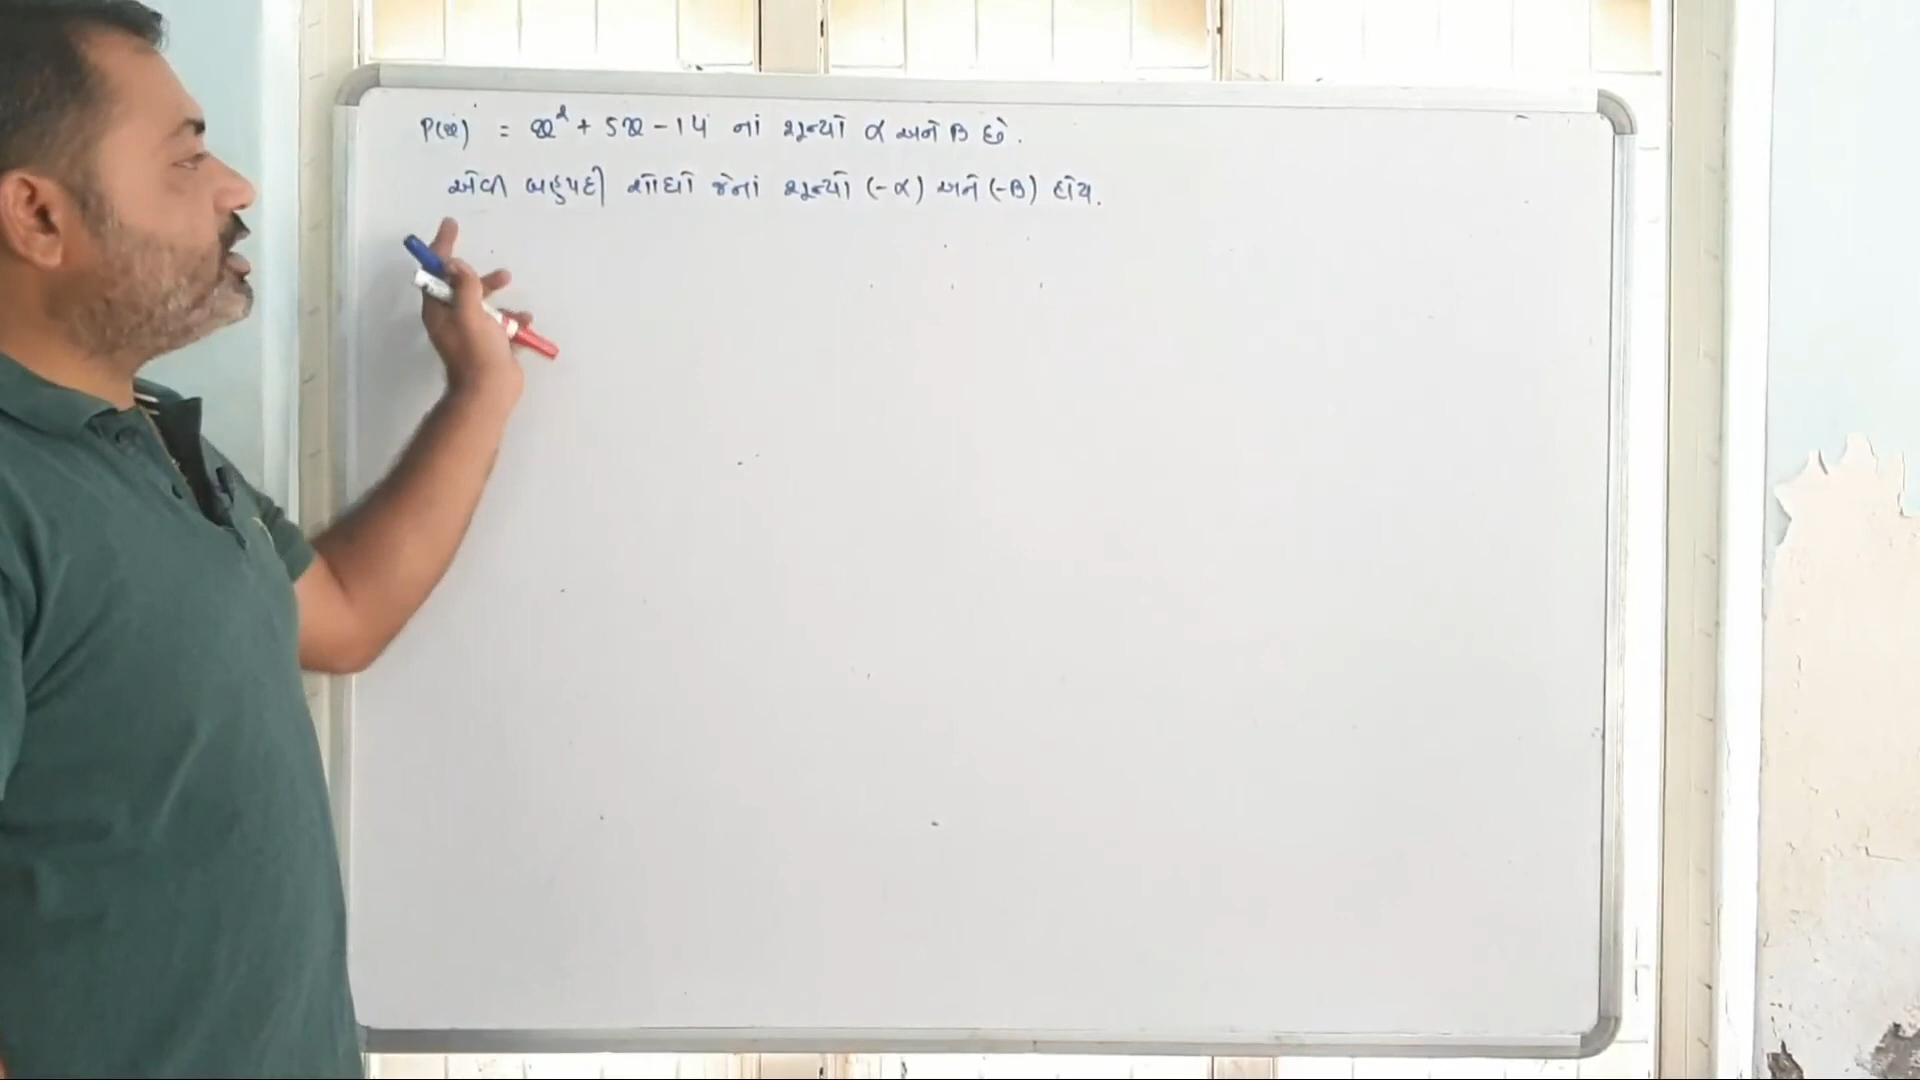 P(x) = x² + 5x - 14 નાં શૂન્યો α અને β છે.
એવી બહુપદી શોધો જેનાં શૂન્યો (-α) અને (-β) હોય.